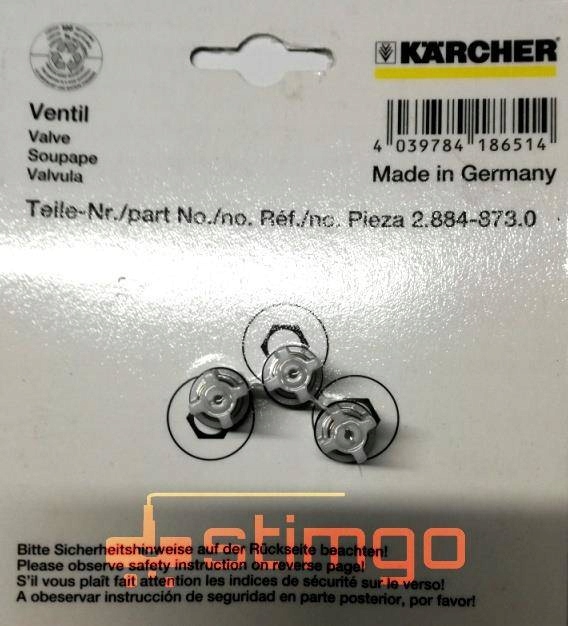 KÄRCHER
Ventil
Valve
Soupape
Valvula
4 039784 186514
Made in Germany
Teile-Nr./part No./no. Réf./no. Pieza 2.884-873.0
stimgo
Bitte Sicherheitshinweise auf der Rückseite beachten!
Please observe safety instruction on reverse page!
S'il vous plaît fait attention les indices de sécurité sur le verso!
A obeservar instrucción de seguridad en parte posterior, por favor!